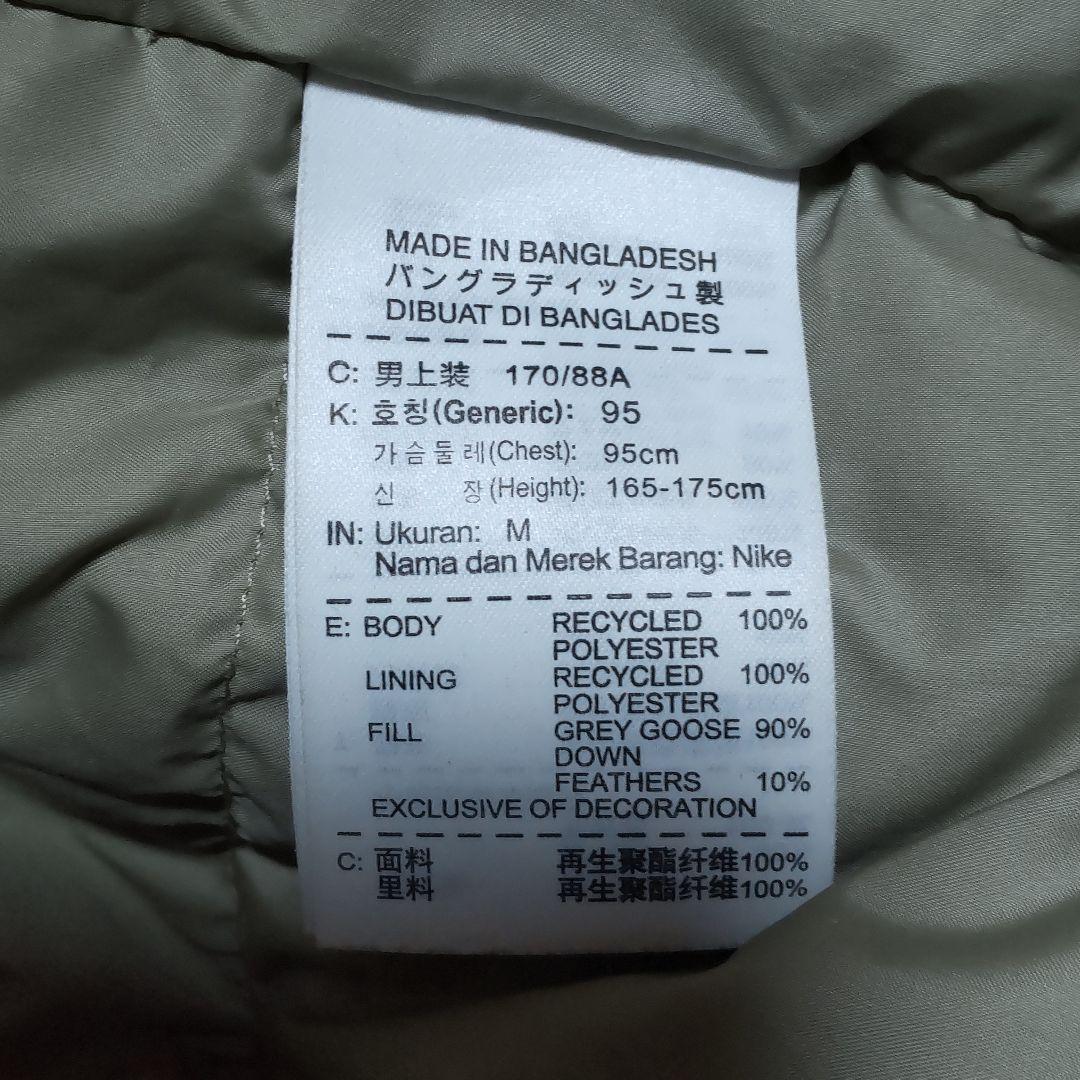 MADE IN BANGLADESH
バングラディッシュ製
DIBUAT DI BANGLADES
C: 男上装 170/88A
K: 호칭(Generic): 95
가슴둘레(Chest): 95cm
신 장(Height): 165-175cm
IN: Ukuran: M
Nama dan Merek Barang: Nike
E: BODY RECYCLED 100%
POLYESTER
LINING RECYCLED 100%
POLYESTER
FILL GREY GOOSE 90%
DOWN
FEATHERS 10%
EXCLUSIVE OF DECORATION
C: 面料 再生聚酯纤维100%
里料 再生聚酯纤维100%